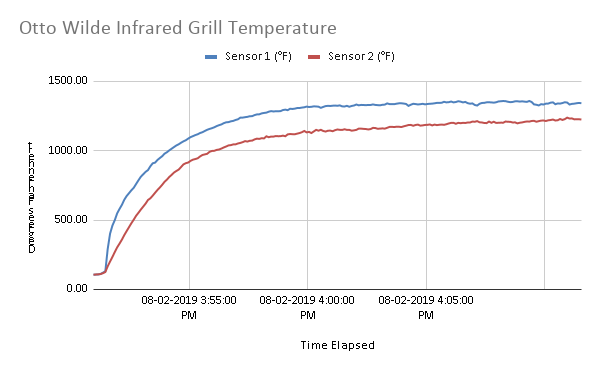 Otto Wilde Infrared Grill Temperature
Sensor 1 (°F) Sensor 2 (°F)
1500.00
1000.00
500.00
0.00
Degrees Fahrenheit
08-02-2019 3:55:00 PM
08-02-2019 4:00:00 PM
08-02-2019 4:05:00 PM
Time Elapsed